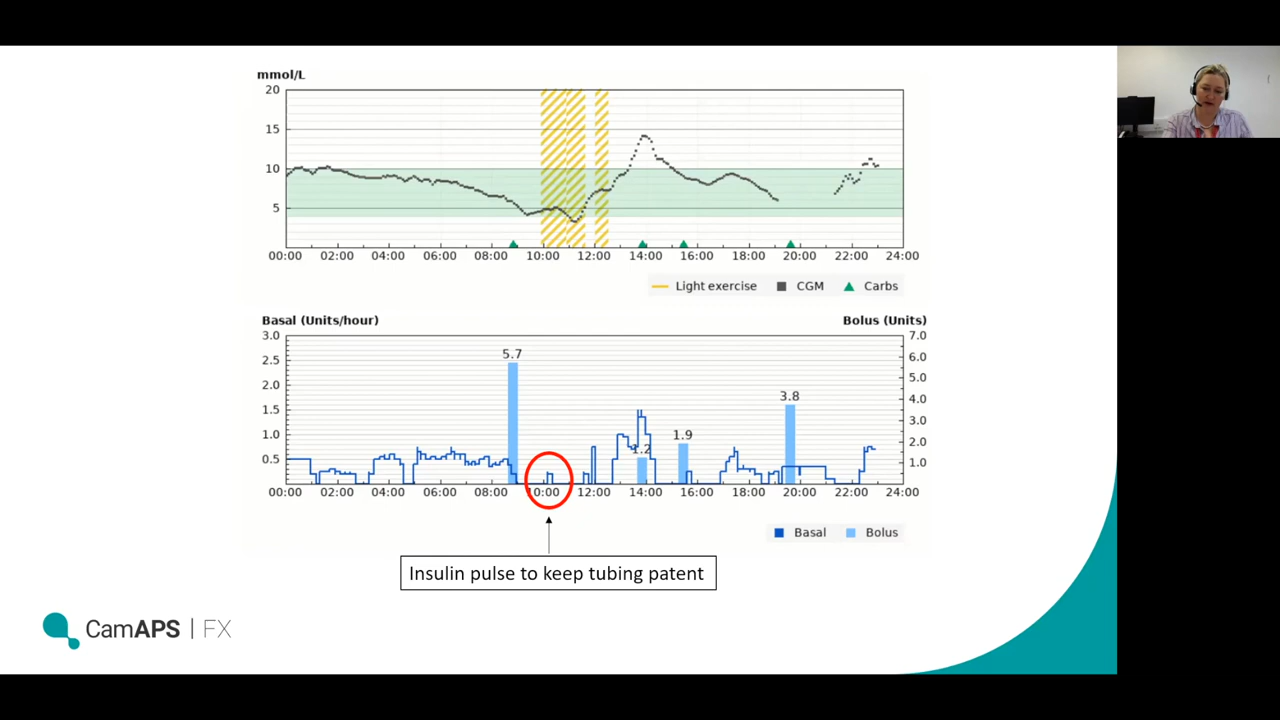 mmol/L
20
15
10
5
0
00:00 02:00 04:00 06:00 08:00 10:00 12:00 14:00 16:00 18:00 20:00 22:00 24:00
Light exercise CGM Carbs
Basal (Units/hour) Bolus (Units)
3.0 7.0
2.5 6.0
2.0 5.0
1.5 4.0
1.0 3.0
0.5 2.0
1.0
5.7
3.8
1.9
1.2
00:00 02:00 04:00 06:00 08:00 10:00 12:00 14:00 16:00 18:00 20:00 22:00 24:00
Basal Bolus
Insulin pulse to keep tubing patent
CamAPS | FX